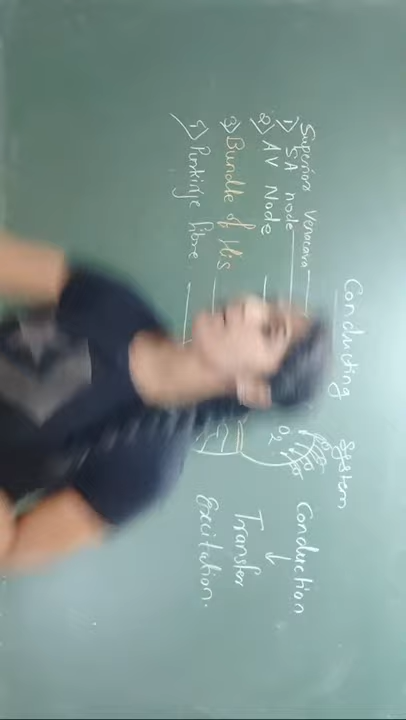 Conducting System
Superior Venacava
1) SA node
2) AV Node
3) Bundle of His
Purkinje fibre.
O2
Conduction
↓
Transfer
Excitation.